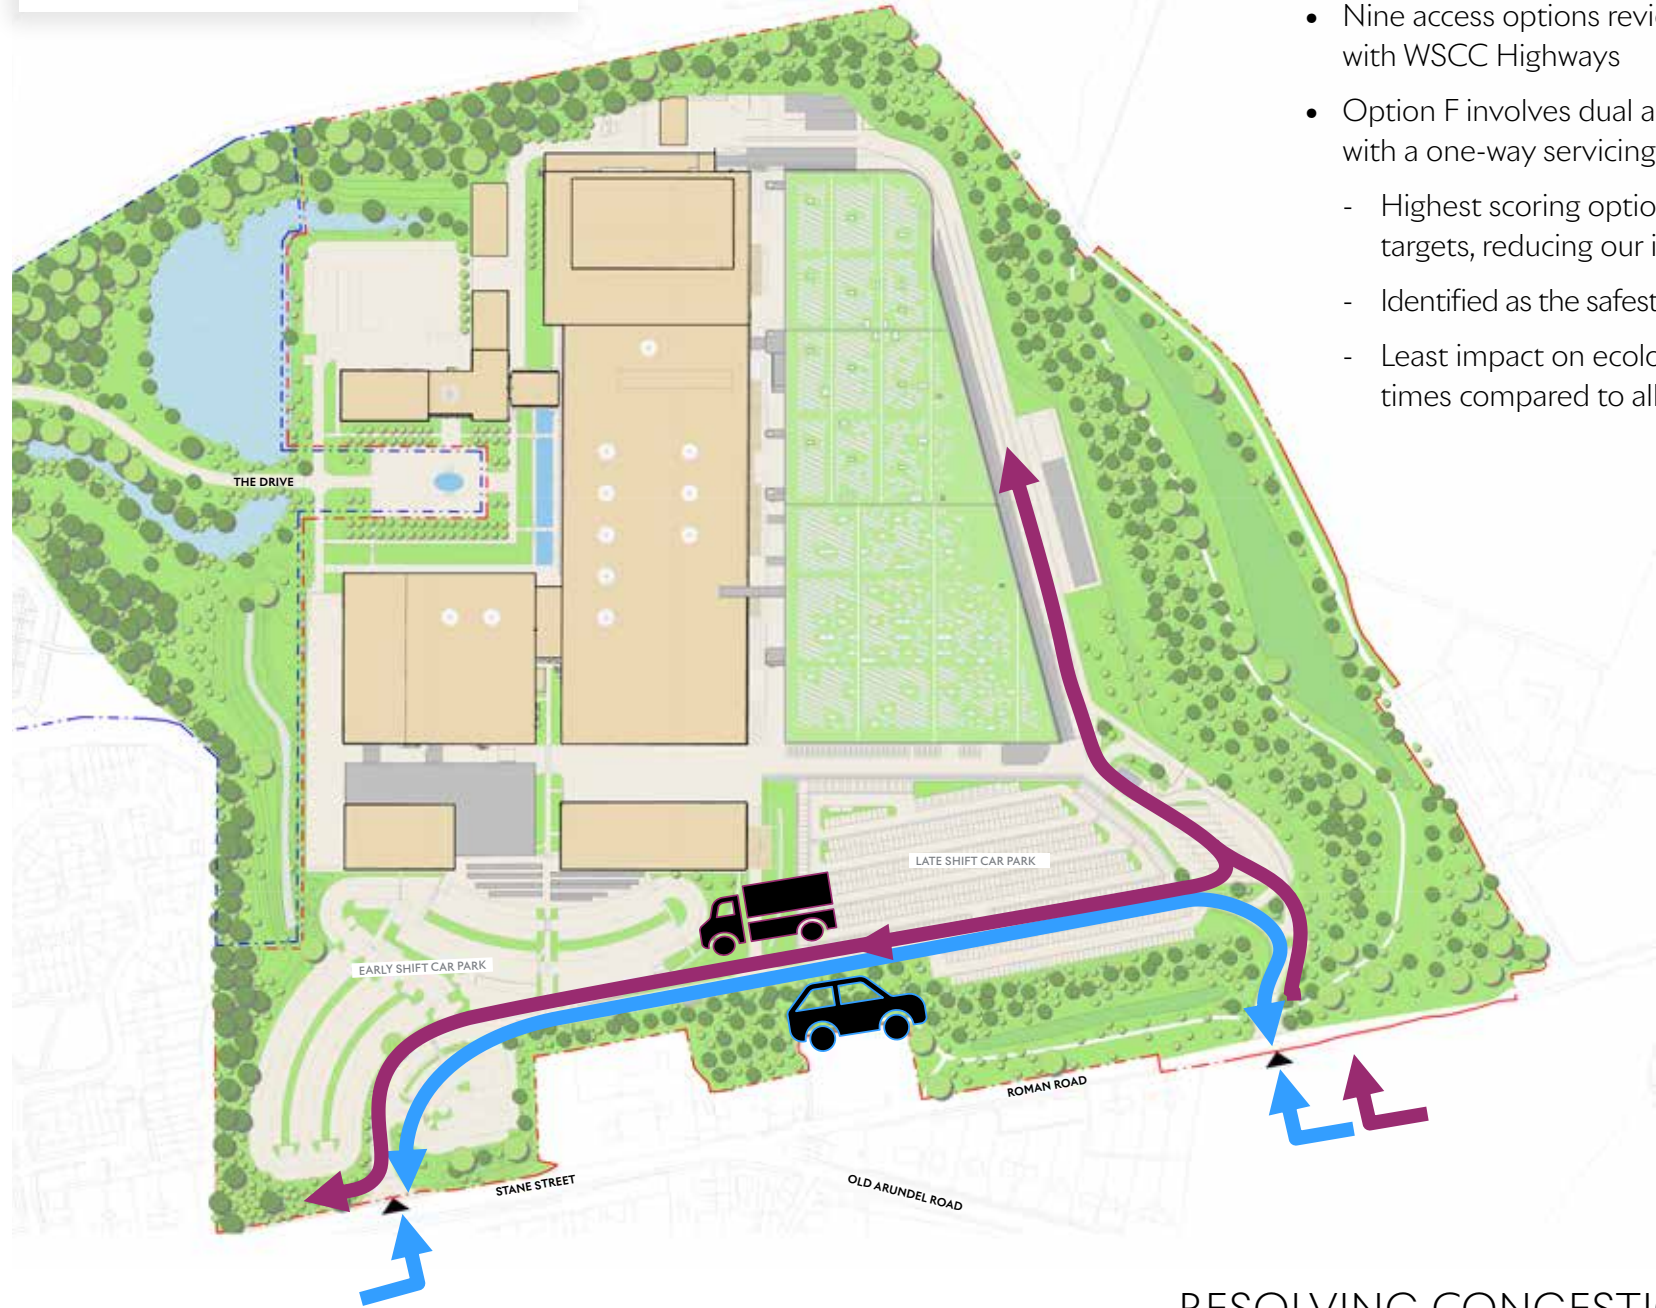 • Nine access options revi
with WSCC Highways
• Option F involves dual a
with a one-way servicing
- Highest scoring optio
targets, reducing our i
- Identified as the safest
- Least impact on ecolo
times compared to all
THE DRIVE
LATE SHIFT CAR PARK
EARLY SHIFT CAR PARK
ROMAN ROAD
STANE STREET
OLD ARUNDEL ROAD
RESOLVING CONGESTI